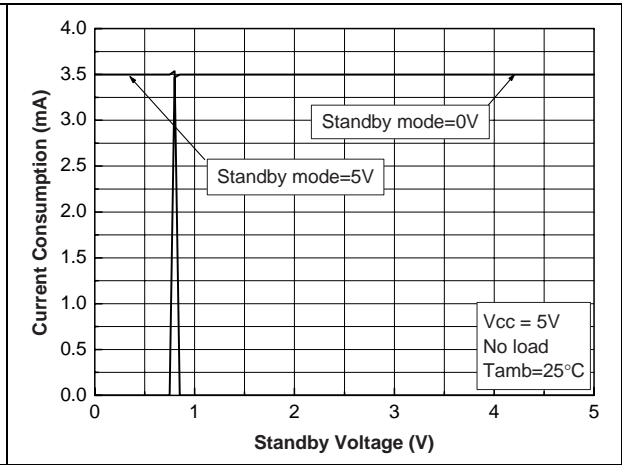 4.0
3.5
3.0
2.5
2.0
1.5
1.0
0.5
0.0
Current Consumption (mA)
Standby mode=0V
Standby mode=5V
Vcc = 5V
No load
Tamb=25°C
0 1 2 3 4 5
Standby Voltage (V)